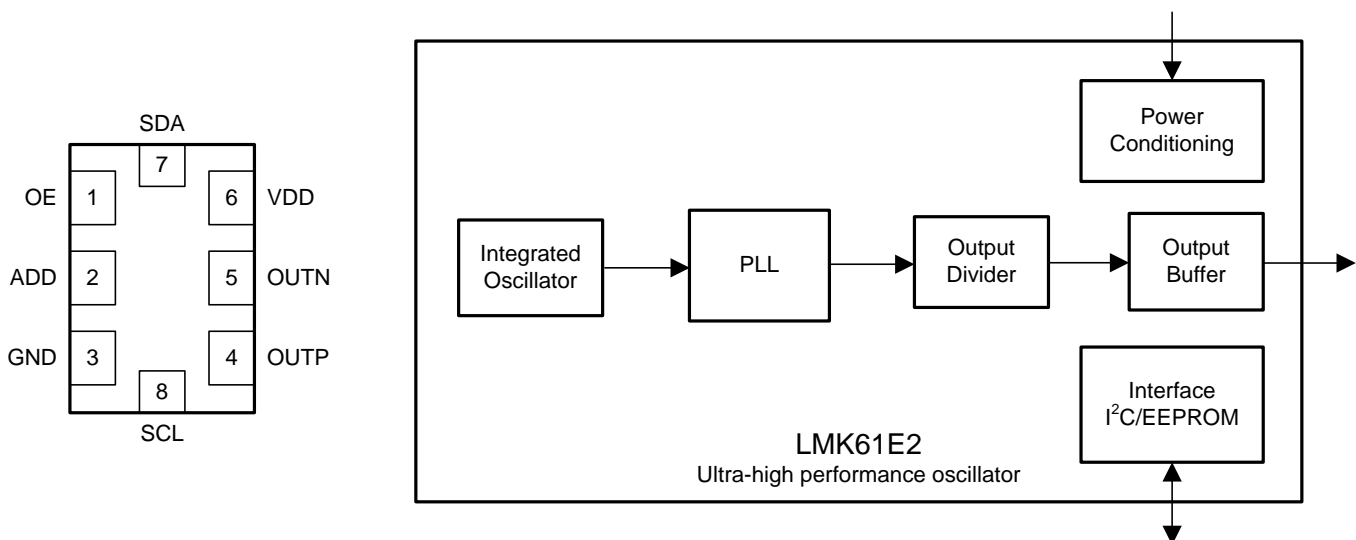 SDA
7
OE 1 6 VDD
ADD 2 5 OUTN
GND 3 4 OUTP
8
SCL
Power
Conditioning
Integrated
Oscillator
PLL
Output
Divider
Output
Buffer
Interface
I²C/EEPROM
LMK61E2
Ultra-high performance oscillator